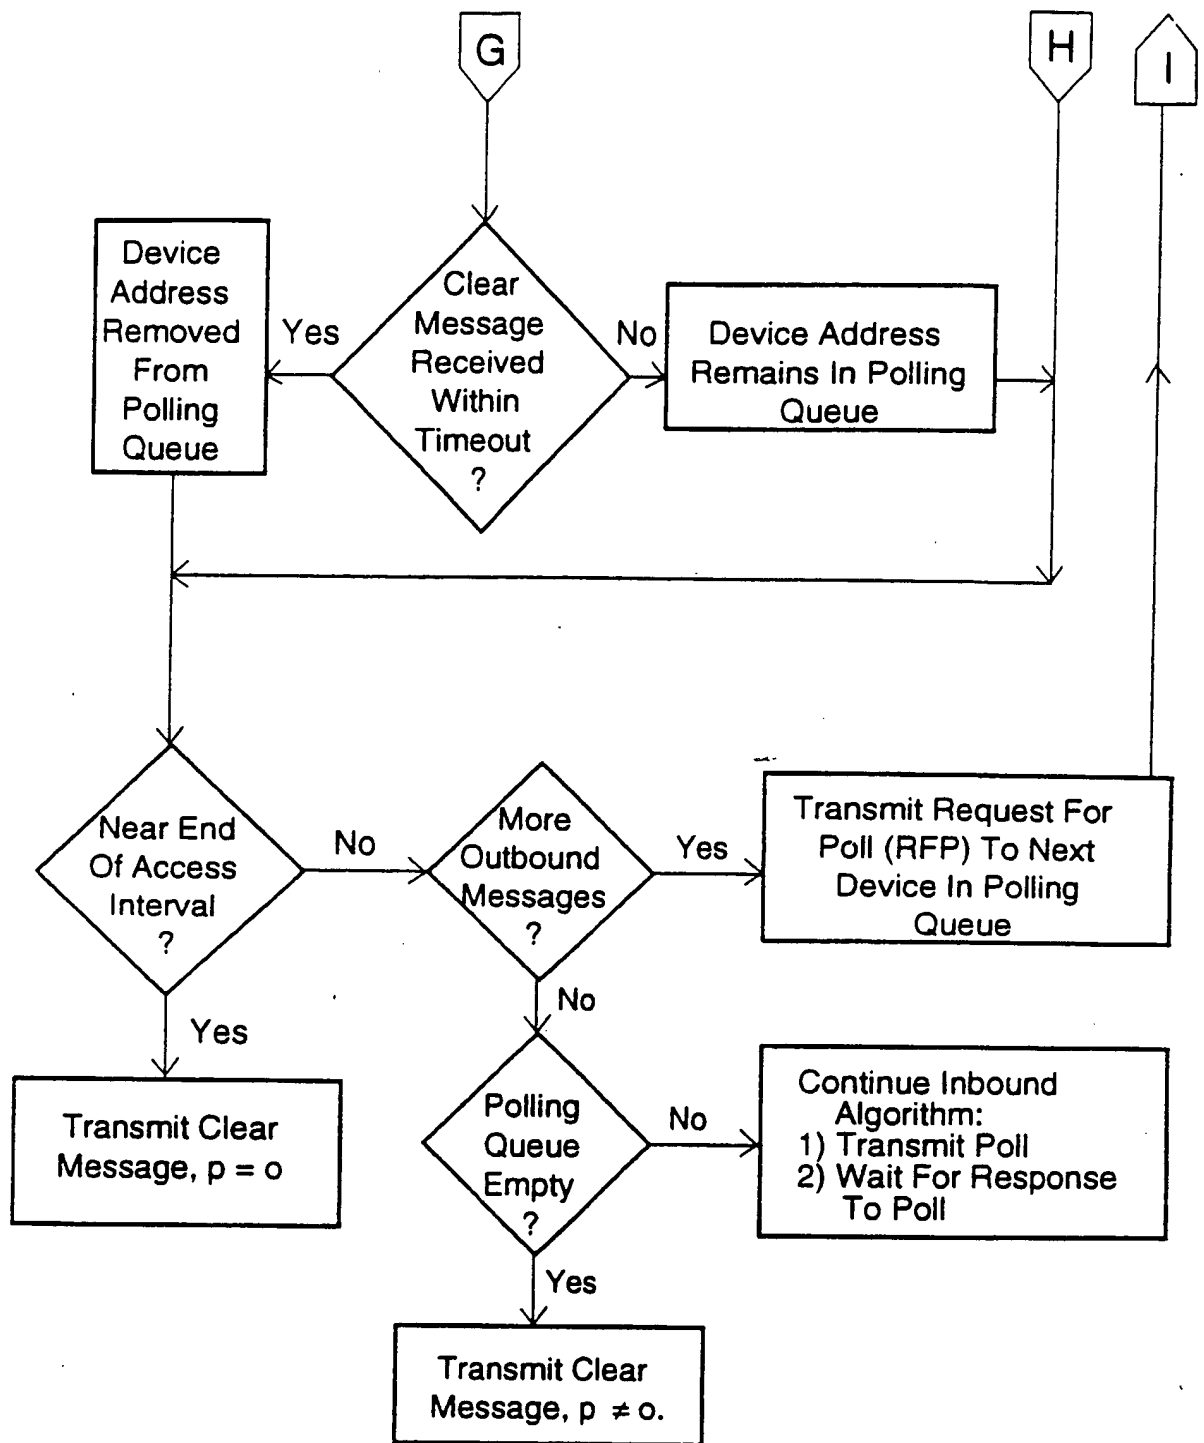 G
H
I
Device
Address
Removed
From
Polling
Queue
Yes
Clear
Message
Received
Within
Timeout
?
No
Device Address
Remains In Polling
Queue
Near End
Of Access
Interval
?
No
More
Outbound
Messages
?
Yes
Transmit Request For
Poll (RFP) To Next
Device In Polling
Queue
Yes
No
Transmit Clear
Message, p = o
Polling
Queue
Empty
?
No
Continue Inbound
Algorithm:
1) Transmit Poll
2) Wait For Response
To Poll
Yes
Transmit Clear
Message, p ≠ o.